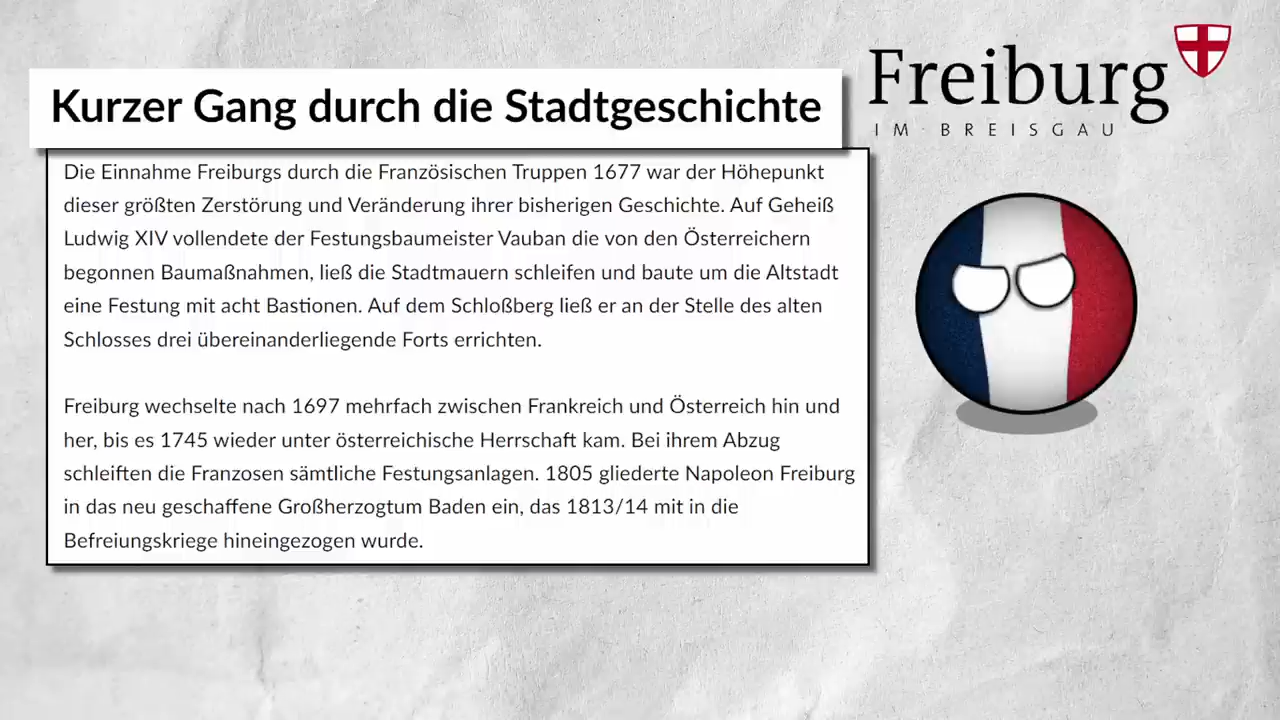 Freiburg
IM BREISGAU
Kurzer Gang durch die Stadtgeschichte
Die Einnahme Freiburgs durch die Französischen Truppen 1677 war der Höhepunkt
dieser größten Zerstörung und Veränderung ihrer bisherigen Geschichte. Auf Geheiß
Ludwig XIV vollendete der Festungsbaumeister Vauban die von den Österreichern
begonnen Baumaßnahmen, ließ die Stadtmauern schleifen und baute um die Altstadt
eine Festung mit acht Bastionen. Auf dem Schloßberg ließ er an der Stelle des alten
Schlosses drei übereinanderliegende Forts errichten.
Freiburg wechselte nach 1697 mehrfach zwischen Frankreich und Österreich hin und
her, bis es 1745 wieder unter österreichische Herrschaft kam. Bei ihrem Abzug
schleiften die Franzosen sämtliche Festungsanlagen. 1805 gliederte Napoleon Freiburg
in das neu geschaffene Großherzogtum Baden ein, das 1813/14 mit in die
Befreiungskriege hineingezogen wurde.